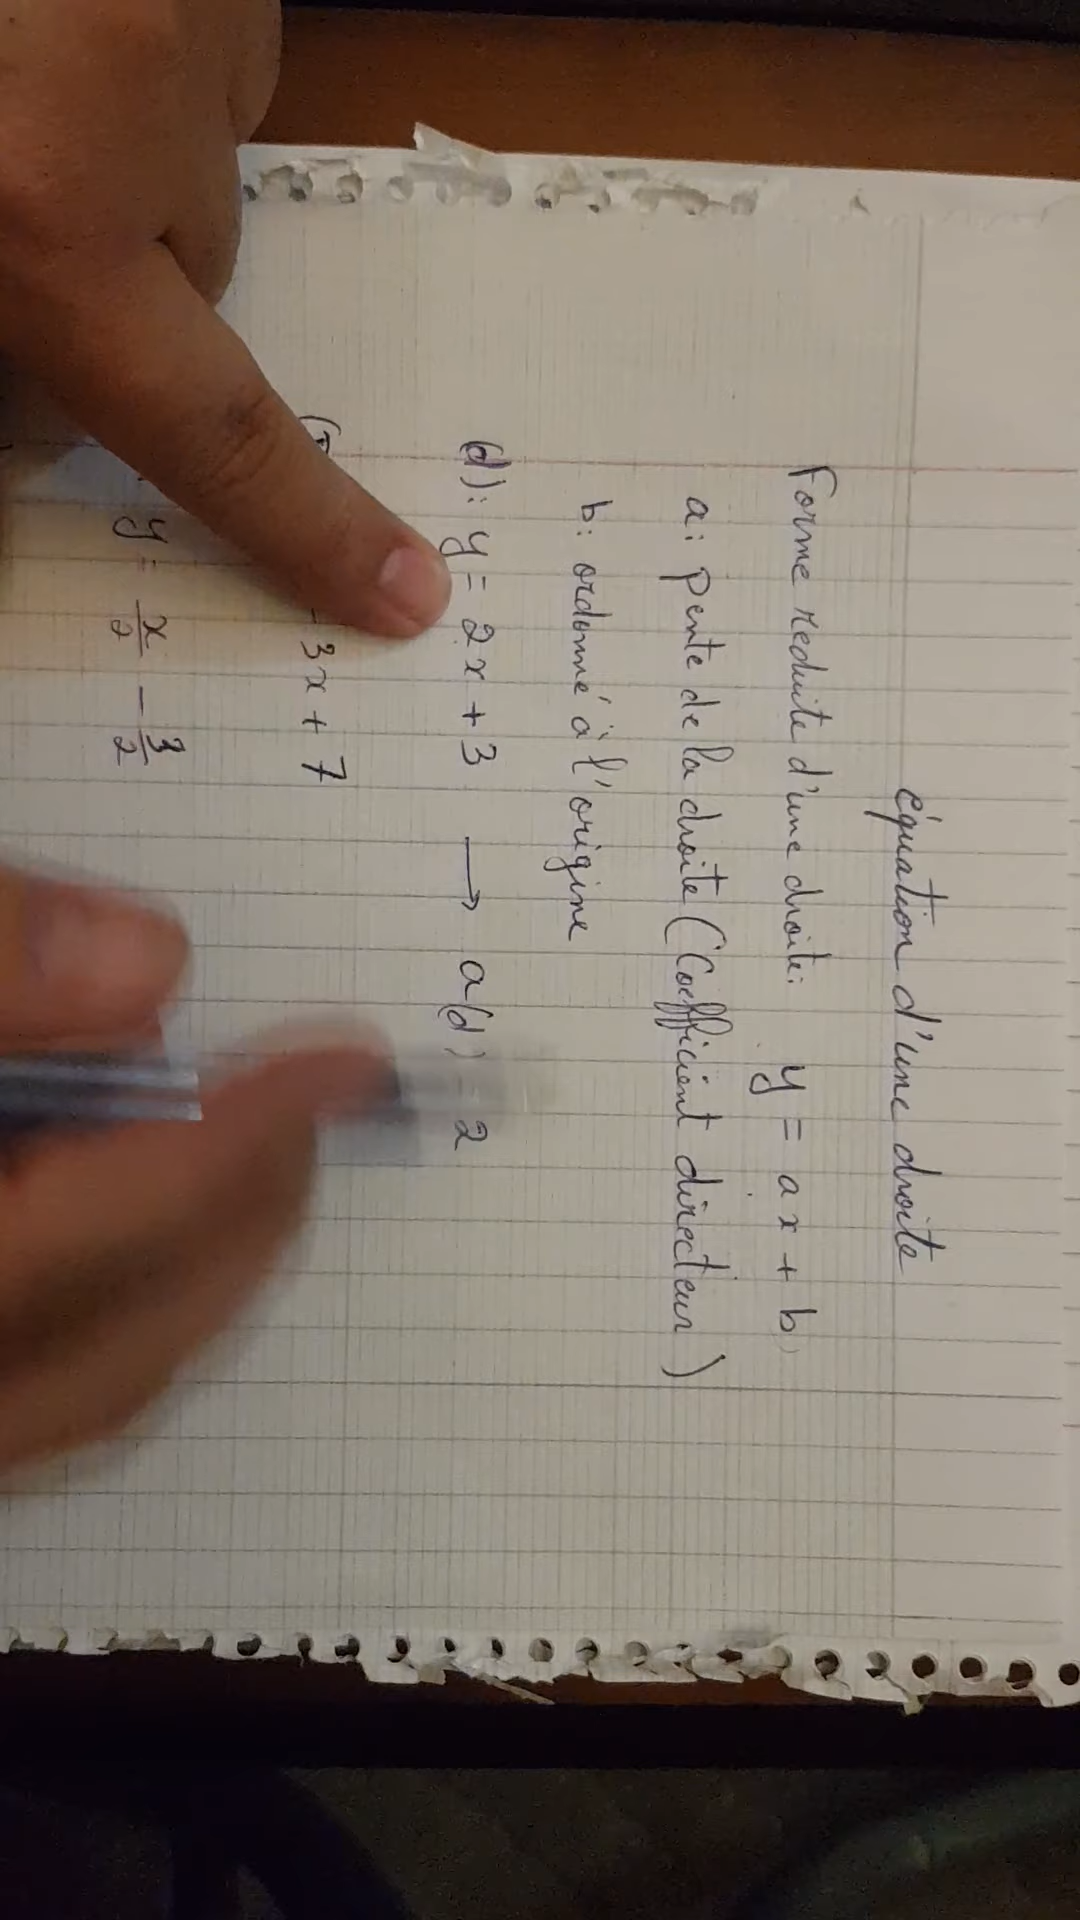 équation d'une droite
Forme reduite d'une droite: y = ax + b
a: pente de la droite (Coefficient directeur)
b: ordonné à l'origine
(d): y = 2x + 3 → a(d) = 2
- 3x + 7
y = x/2 - 3/2